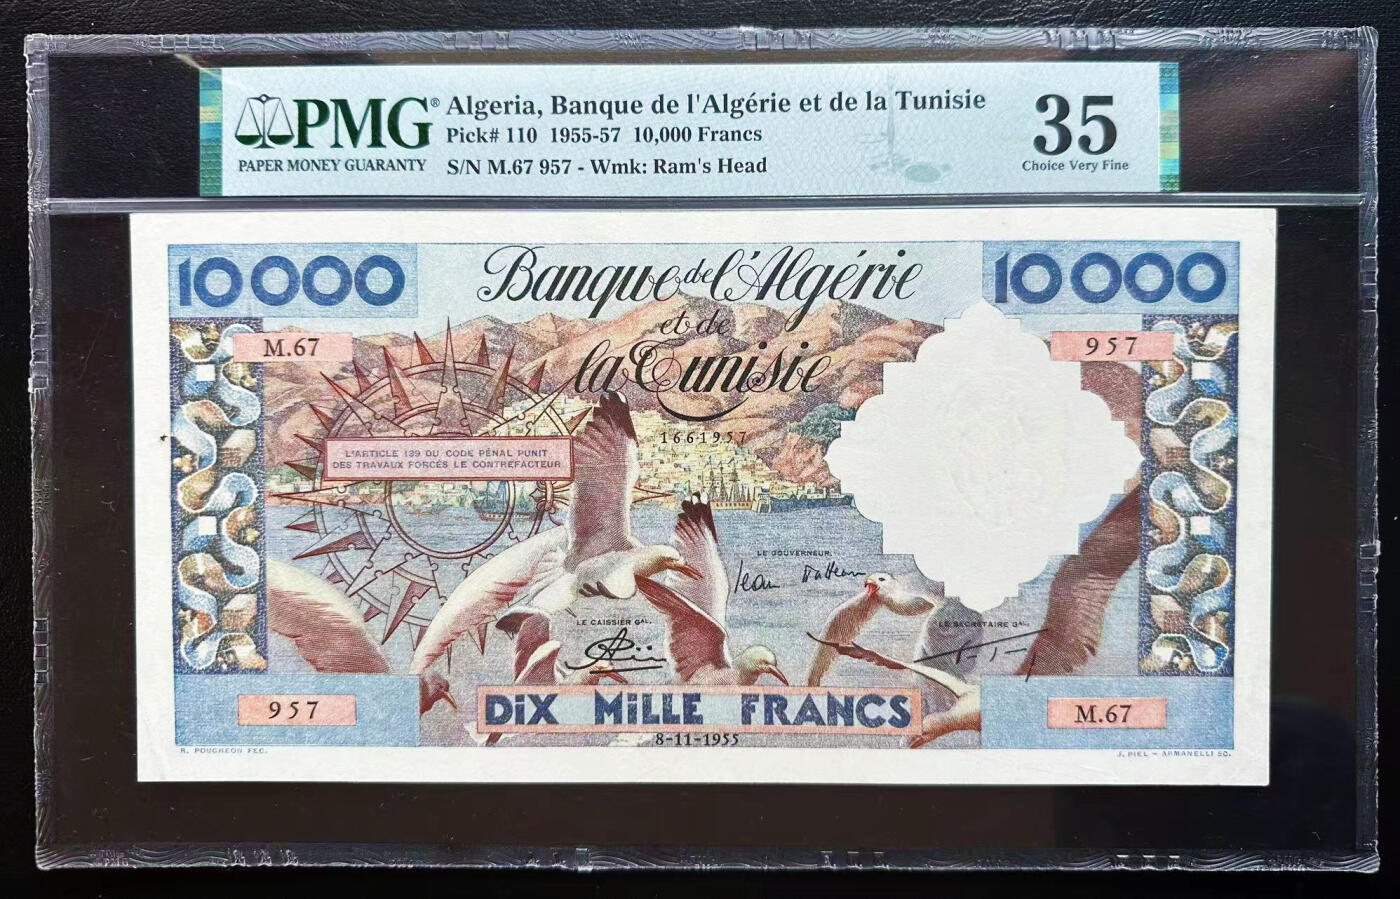 PMG® Algeria, Banque de l'Algérie et de la Tunisie 35
Pick# 110 1955-57 10,000 Francs
PAPER MONEY GUARANTY S/N M.67 957 - Wmk: Ram's Head Choice Very Fine
10000 Banque de l'Algérie 10000
et de
M.67 la Tunisie 957
1661957
L'ARTICLE 139 DU CODE PÉNAL PUNIT
DES TRAVAUX FORCÉS LE CONTREFACTEUR
LE GOUVERNEUR,
LE CAISSIER GAL. LE SECRÉTAIRE GAL.
957 DIX MILLE FRANCS M.67
8-11-1955
R. POUGHEON FEC. J. PIEL - ARMANELLI SC.